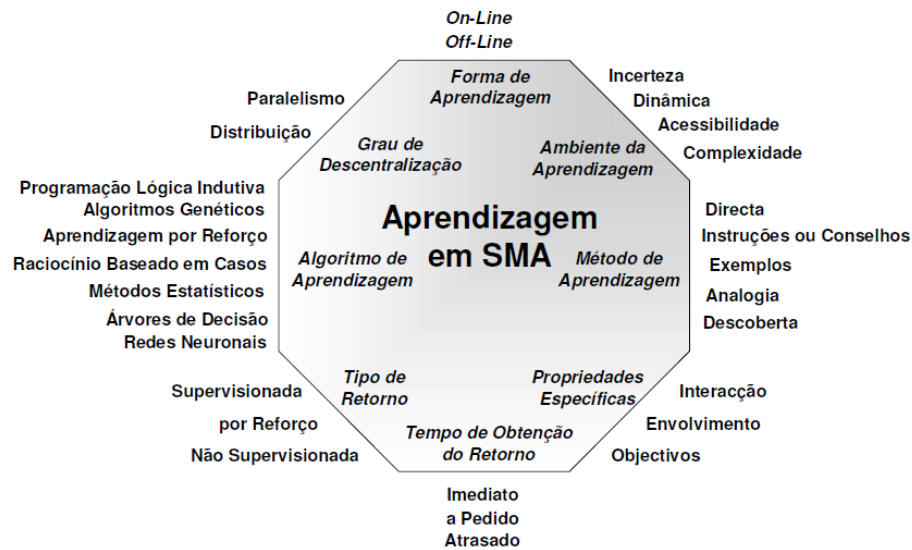 On-Line
Off-Line
Forma de
Aprendizagem
Incerteza
Dinâmica
Acessibilidade
Complexidade
Ambiente da
Aprendizagem
Paralelismo
Distribuição
Grau de
Descentralização
Aprendizagem
em SMA
Programação Lógica Indutiva
Algoritmos Genéticos
Aprendizagem por Reforço
Raciocínio Baseado em Casos
Métodos Estatísticos
Árvores de Decisão
Redes Neuronais
Algoritmo de
Aprendizagem
Método de
Aprendizagem
Directa
Instruções ou Conselhos
Exemplos
Analogia
Descoberta
Supervisionada
por Reforço
Não Supervisionada
Tipo de
Retorno
Propriedades
Específicas
Interacção
Envolvimento
Objectivos
Tempo de Obtenção
do Retorno
Imediato
a Pedido
Atrasado